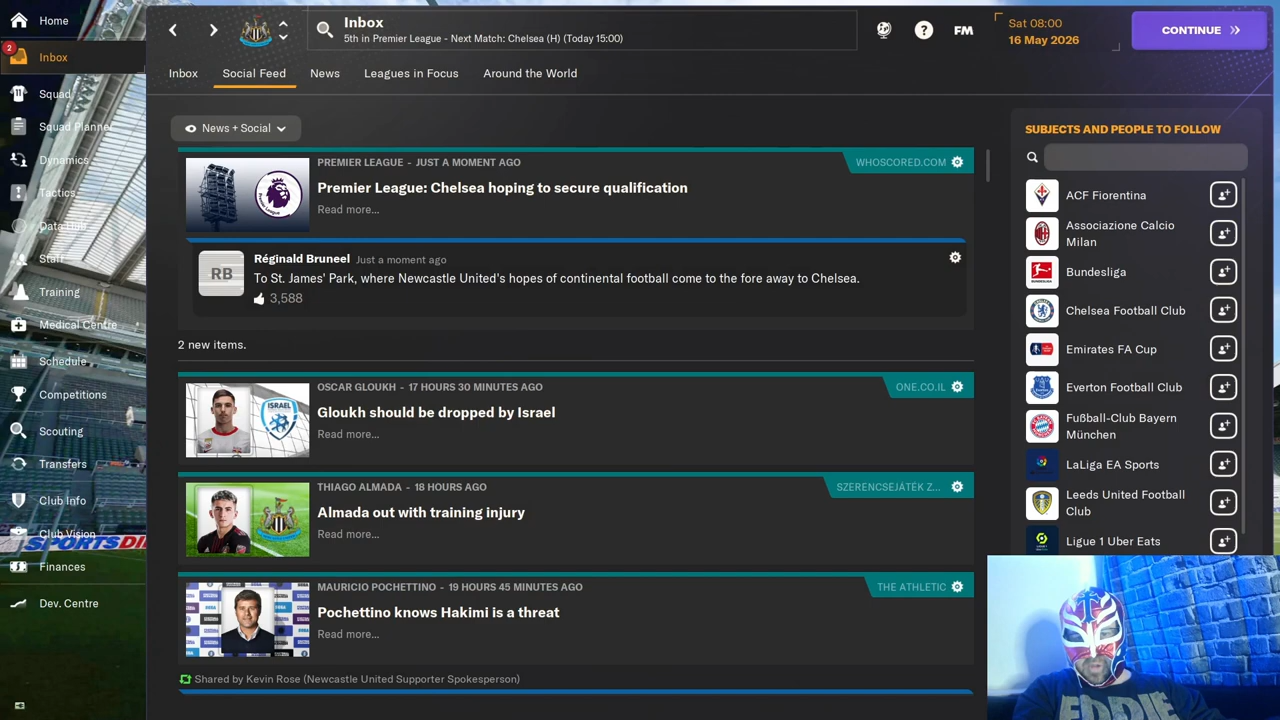 Home
2
Inbox
Squad
Squad Planner
Dynamics
Tactics
Data Hub
Staff
Training
Medical Centre
Schedule
Competitions
Scouting
Transfers
Club Info
Club Vision
SPORTS DI
Finances
Dev. Centre
Inbox
5th in Premier League - Next Match: Chelsea (H) (Today 15:00)
?
FM
Sat 08:00
16 May 2026
CONTINUE
Inbox
Social Feed
News
Leagues in Focus
Around the World
News + Social
PREMIER LEAGUE - JUST A MOMENT AGO
WHOSCORED.COM
Premier League: Chelsea hoping to secure qualification
Read more...
RB
Réginald Bruneel Just a moment ago
To St. James' Park, where Newcastle United's hopes of continental football come to the fore away to Chelsea.
3,588
2 new items.
OSCAR GLOUKH - 17 HOURS 30 MINUTES AGO
ONE.CO.IL
Gloukh should be dropped by Israel
Read more...
ISRAEL
THIAGO ALMADA - 18 HOURS AGO
SZERENCSEJÁTÉK Z...
Almada out with training injury
Read more...
MAURICIO POCHETTINO - 19 HOURS 45 MINUTES AGO
THE ATHLETIC
Pochettino knows Hakimi is a threat
Read more...
Shared by Kevin Rose (Newcastle United Supporter Spokesperson)
SUBJECTS AND PEOPLE TO FOLLOW
ACF Fiorentina
Associazione Calcio
Milan
Bundesliga
Chelsea Football Club
Emirates FA Cup
Everton Football Club
Fußball-Club Bayern
München
LaLiga EA Sports
Leeds United Football
Club
Ligue 1 Uber Eats
EDDIE